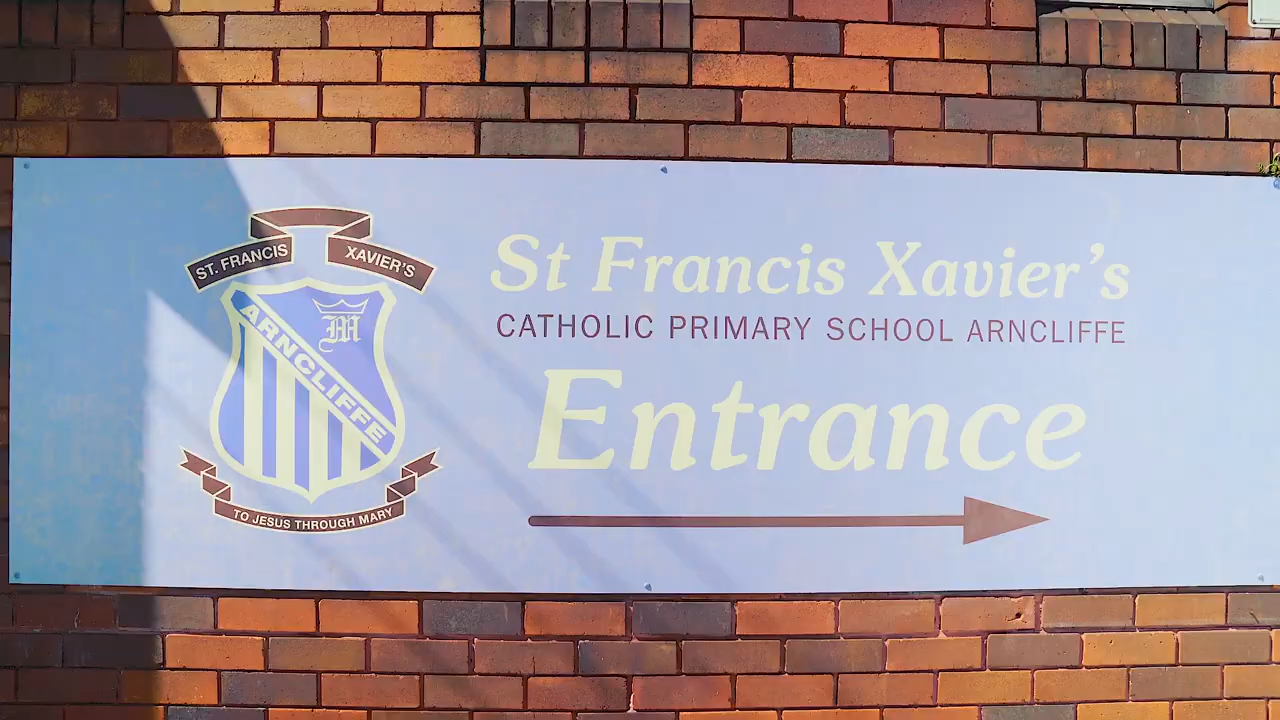 ST. FRANCIS XAVIER'S
M
ARNCLIFFE
TO JESUS THROUGH MARY
St Francis Xavier's
CATHOLIC PRIMARY SCHOOL ARNCLIFFE
Entrance